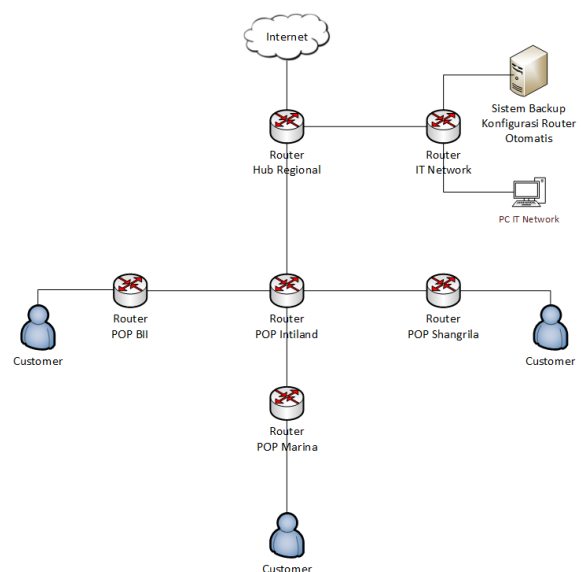 Internet
Sistem Backup
Konfigurasi Router
Otomatis
Router
Hub Regional
Router
IT Network
PC IT Network
Router
POP BII
Router
POP Intiland
Router
POP Shangrila
Customer
Customer
Router
POP Marina
Customer